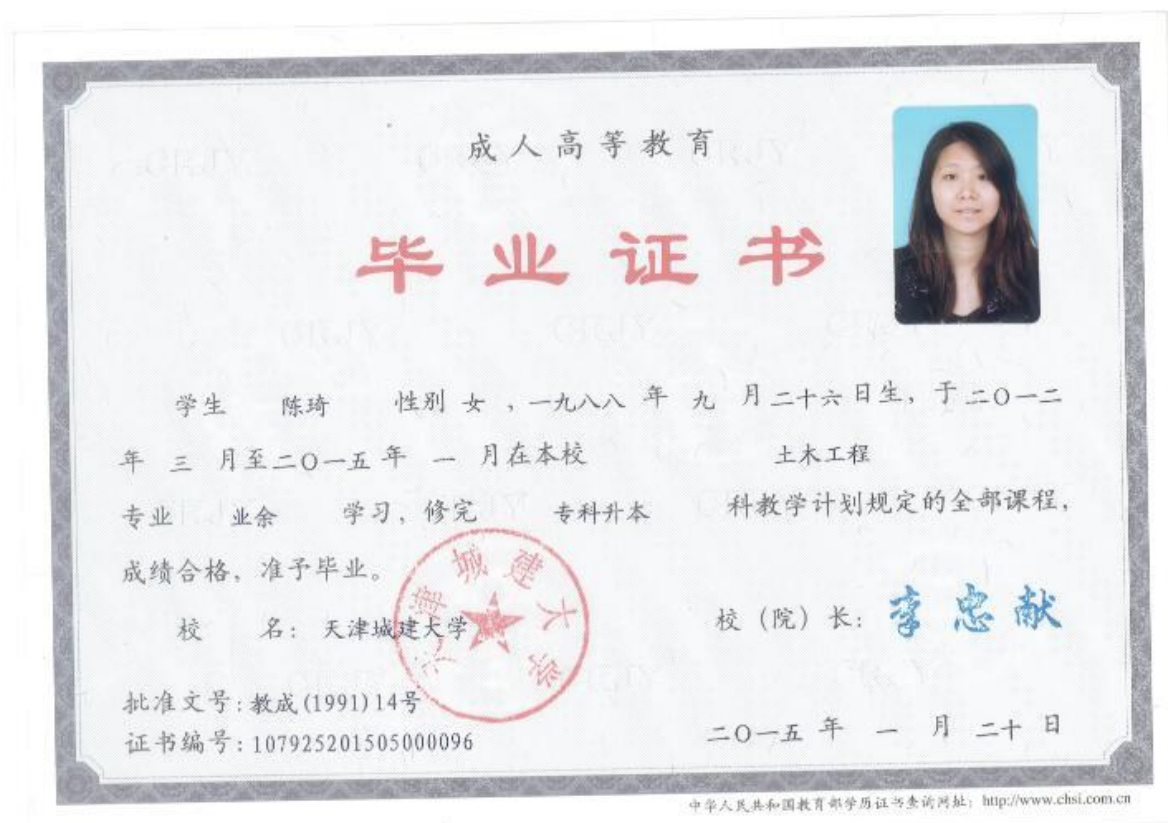 成人高等教育
毕业证书
学生 陈琦 性别 女 ，一九八八 年 九 月二十六日生，于二〇一二
年 三 月至二〇一五年 一 月在本校 土木工程
专业 业余 学习，修完 专科升本 科教学计划规定的全部课程，
成绩合格，准予毕业。
校 名：天津城建大学
校（院）长：李忠献
天津城建大学
批准文号：教成(1991)14号
证书编号：107925201505000096
二〇一五 年 一 月 二十 日
中华人民共和国教育部学历证书查询网址：http://www.chsi.com.cn